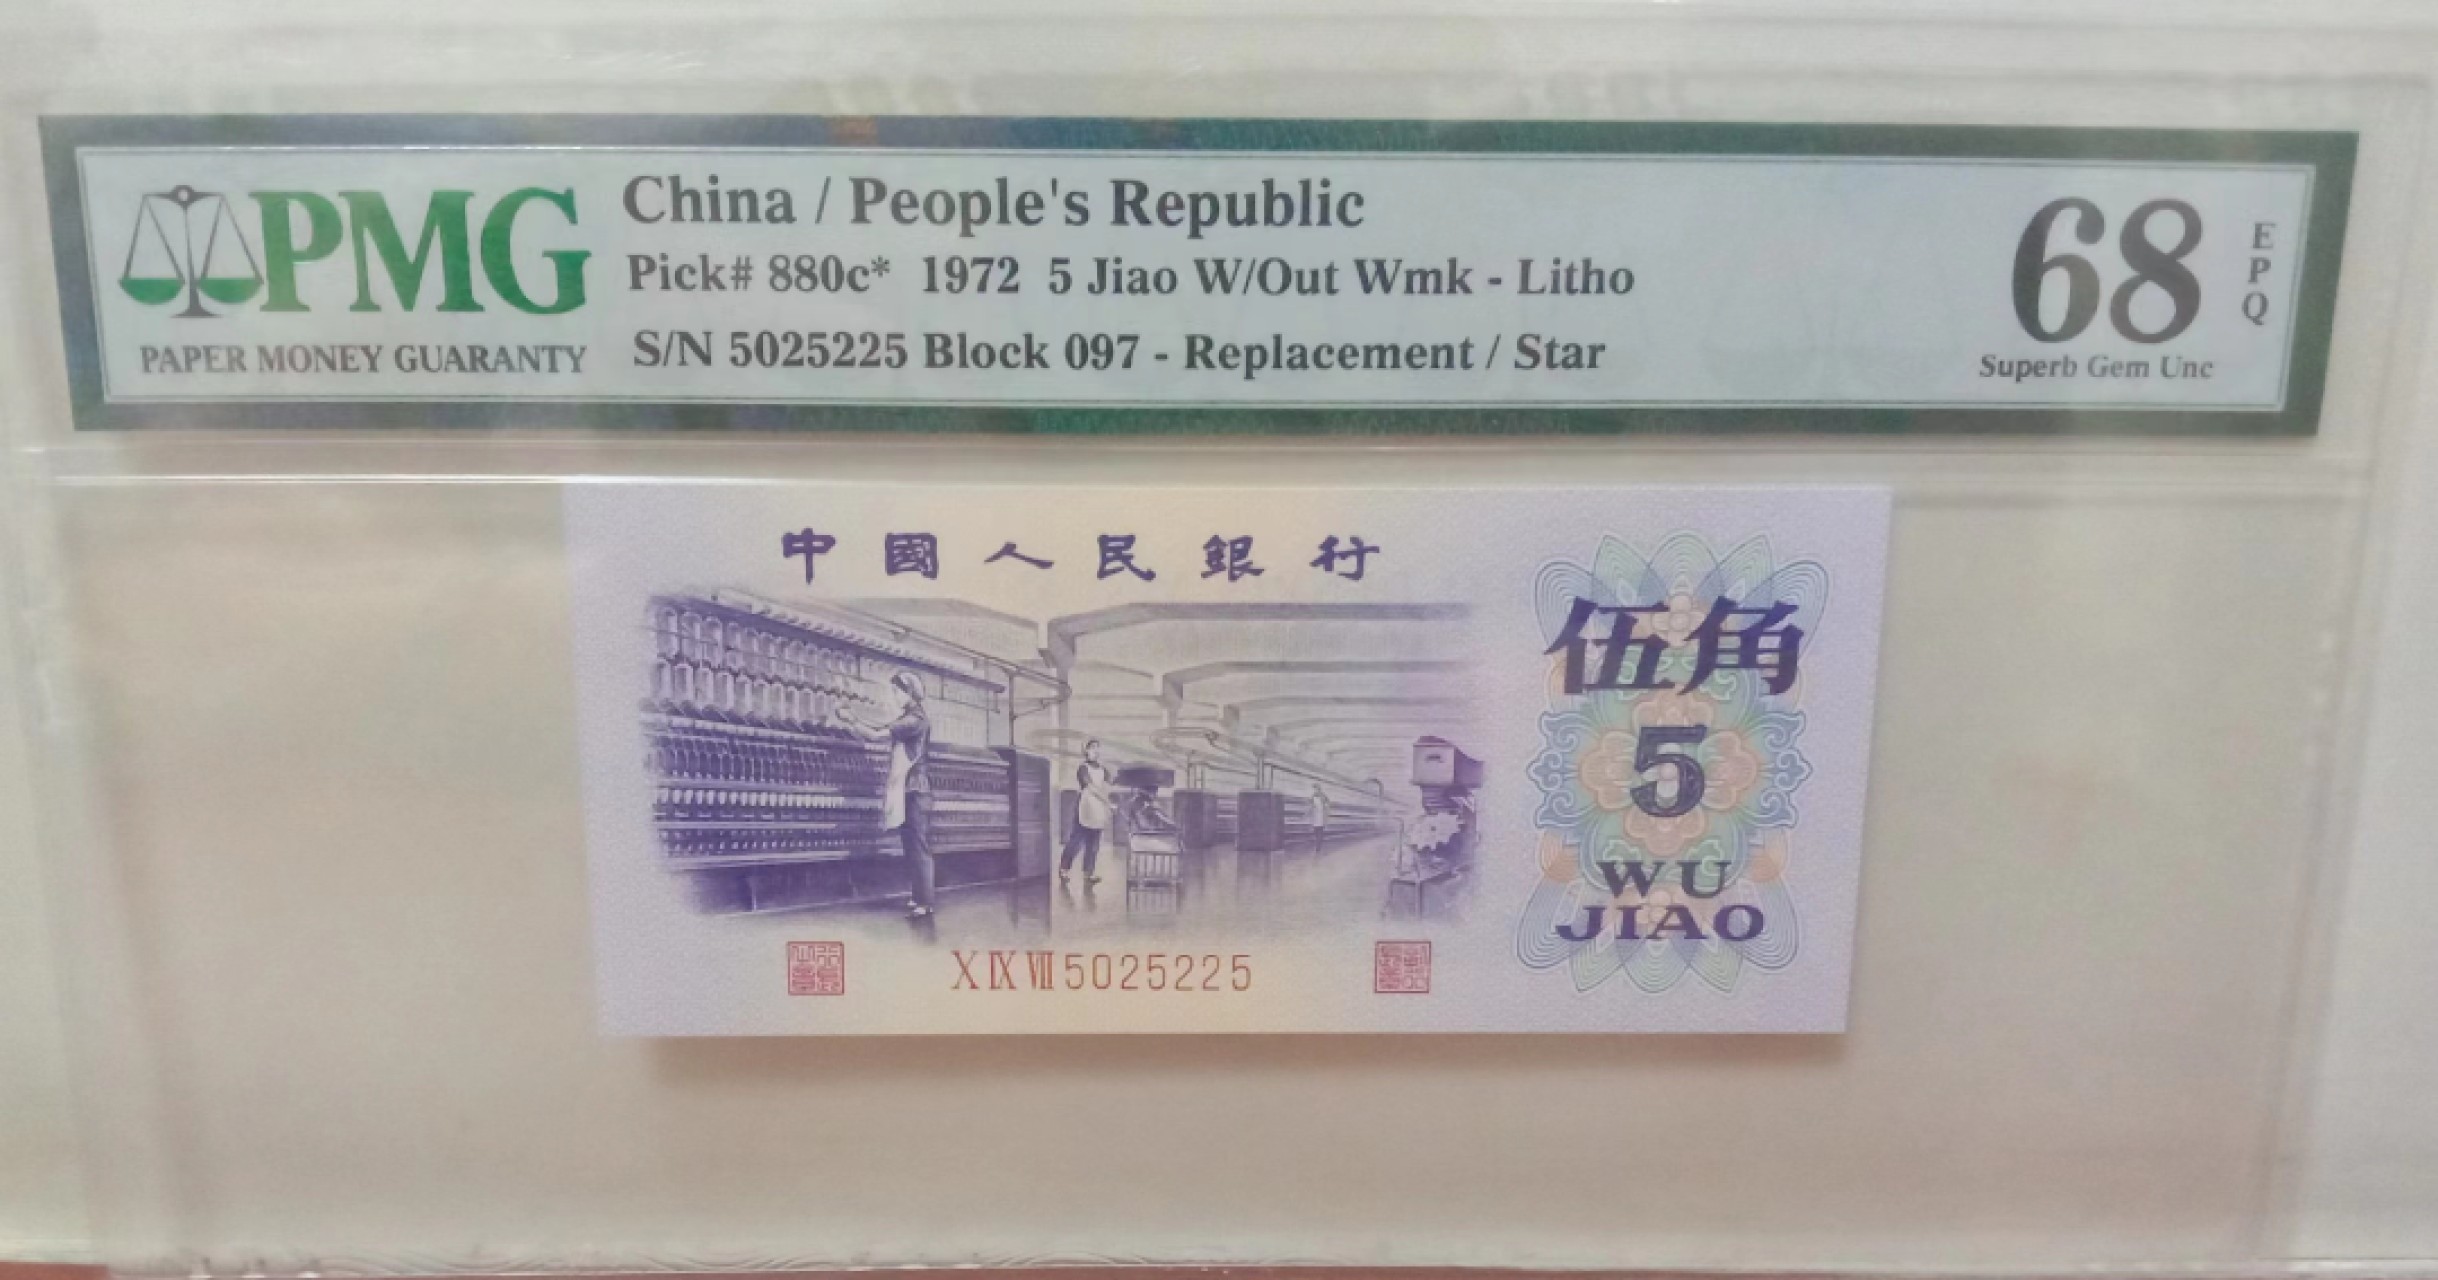 PMG
PAPER MONEY GUARANTY
China / People's Republic
Pick# 880c* 1972 5 Jiao W/Out Wmk - Litho
S/N 5025225 Block 097 - Replacement / Star
68
EPQ
Superb Gem Unc
中國人民銀行
伍角
5
WU
JIAO
X IX VII 5025225